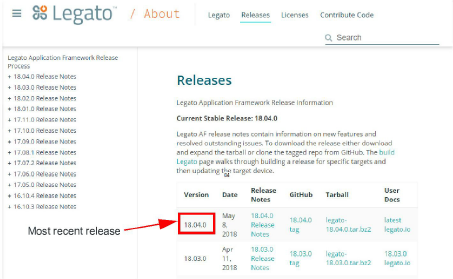 Legato™ / About
Legato Releases Licenses Contribute Code
Search
Legato Application Framework Release
Process
+ 18.04.0 Release Notes
+ 18.03.0 Release Notes
+ 18.02.0 Release Notes
+ 18.01.0 Release Notes
+ 17.11.0 Release Notes
+ 17.10.0 Release Notes
+ 17.09.0 Release Notes
+ 17.08.1 Release Notes
+ 17.07.2 Release Notes
+ 17.06.0 Release Notes
+ 17.05.0 Release Notes
+ 16.10.4 Release Notes
+ 16.10.3 Release Notes
Most recent release
Releases
Legato Application Framework Release Information
Current Stable Release: 18.04.0
Legato AF release notes contain information on new features and
resolved outstanding issues. To download the release either download
and expand the tarball or clone the tagged repo from GitHub. The build
Legato page walks through building a release for specific targets and
then updating the target device.
Version Date Release Notes GitHub Tarball User Docs
18.04.0 May 8, 2018 18.04.0 Release Notes 18.04.0 tag legato-18.04.0.tar.bz2 latest legato.io
18.03.0 Apr 11, 2018 18.03.0 Release Notes 18.03.0 tag legato-18.03.0.tar.bz2 18.03.0 legato.io